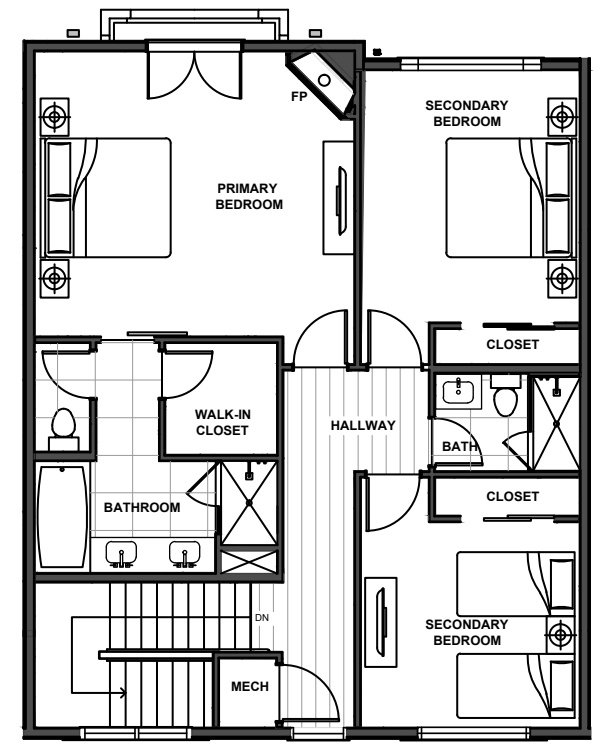 FP
SECONDARY
BEDROOM
PRIMARY
BEDROOM
CLOSET
WALK-IN
CLOSET
HALLWAY
BATH
CLOSET
BATHROOM
DN
SECONDARY
BEDROOM
MECH